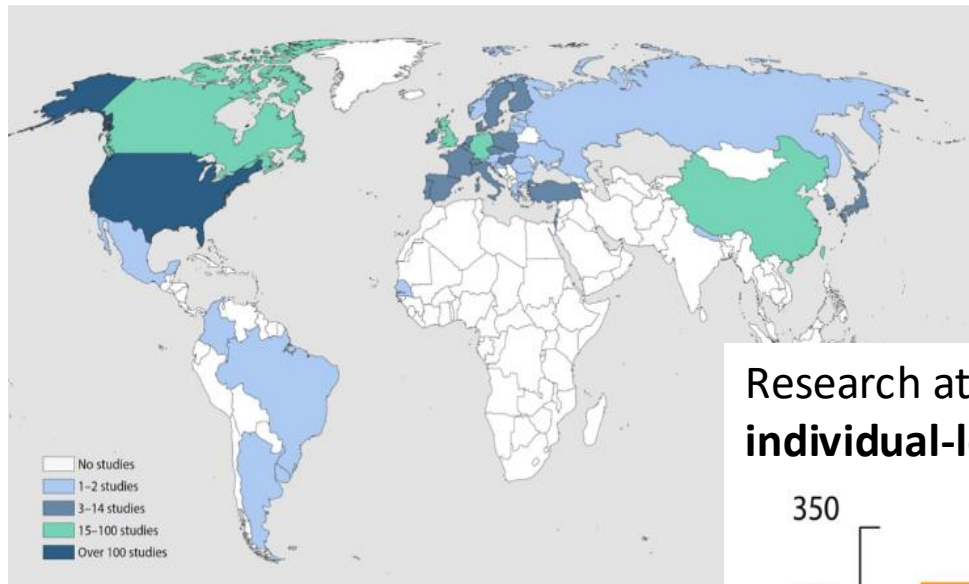 No studies
1–2 studies
3–14 studies
15–100 studies
Over 100 studies
Research at
individual-l
350